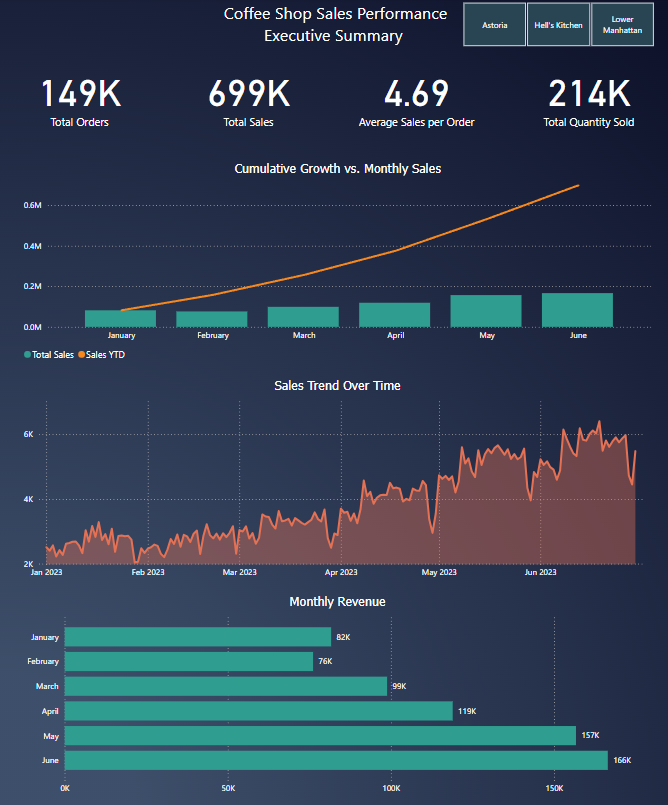 Coffee Shop Sales Performance
Executive Summary
Astoria
Hell's Kitchen
Lower
Manhattan
149K
Total Orders
699K
Total Sales
4.69
Average Sales per Order
214K
Total Quantity Sold
Cumulative Growth vs. Monthly Sales
0.6M
0.4M
0.2M
0.0M
January
February
March
April
May
June
Total Sales
Sales YTD
Sales Trend Over Time
6K
4K
2K
Jan 2023
Feb 2023
Mar 2023
Apr 2023
May 2023
Jun 2023
Monthly Revenue
January
82K
February
76K
March
99K
April
119K
May
157K
June
166K
0K
50K
100K
150K